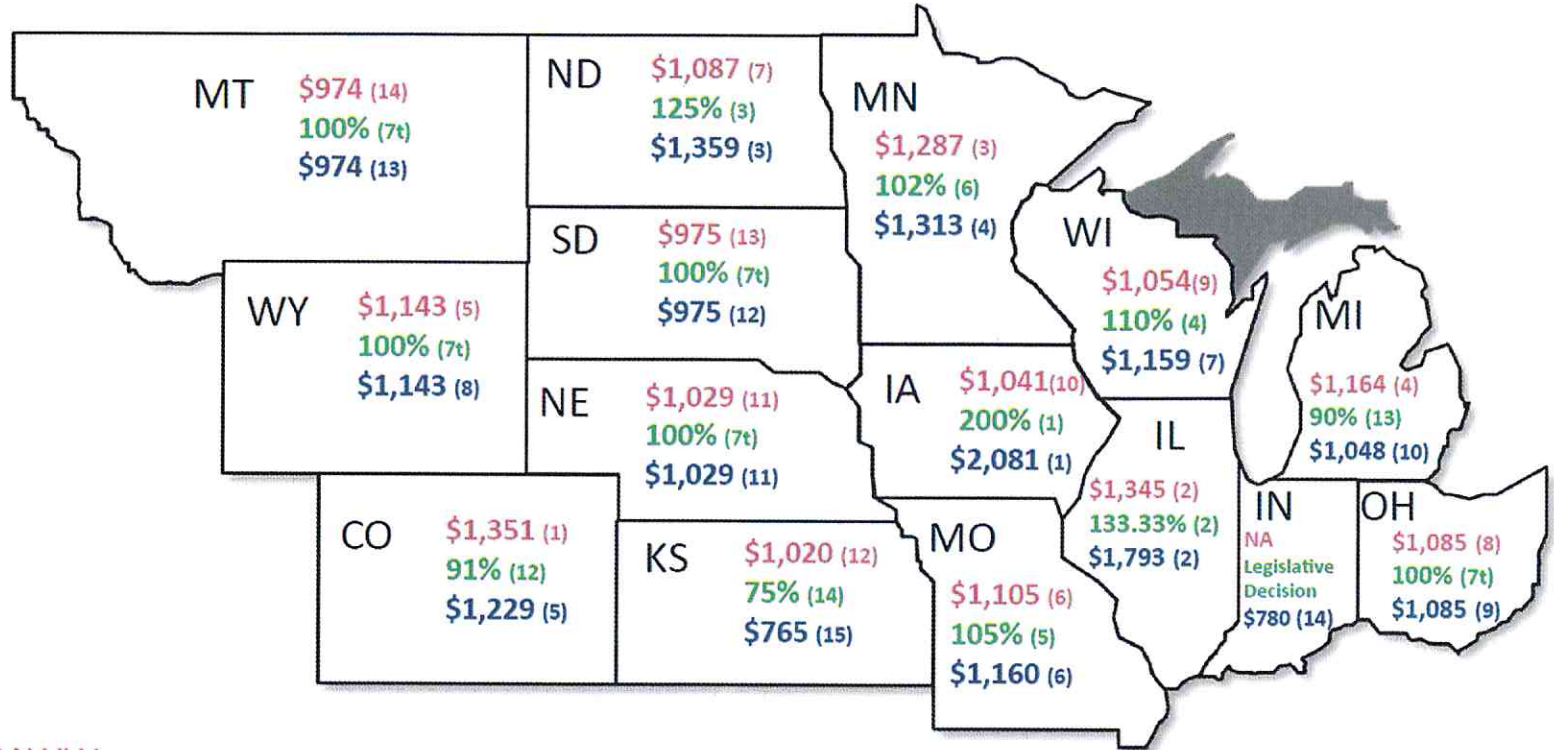 MT
$974 (14)
100% (7t)
$974 (13)
ND
$1,087 (7)
125% (3)
$1,359 (3)
MN
$1,287 (3)
102% (6)
$1,313 (4)
SD
$975 (13)
100% (7t)
$975 (12)
WI
$1,054(9)
110% (4)
$1,159 (7)
WY
$1,143 (5)
100% (7t)
$1,143 (8)
MI
$1,164 (4)
90% (13)
$1,048 (10)
NE
$1,029 (11)
100% (7t)
$1,029 (11)
IA
$1,041(10)
200% (1)
$2,081 (1)
IL
$1,345 (2)
133.33% (2)
$1,793 (2)
CO
$1,351 (1)
91% (12)
$1,229 (5)
KS
$1,020 (12)
75% (14)
$765 (15)
MO
$1,105 (6)
105% (5)
$1,160 (6)
IN
NA
Legislative
Decision
$780 (14)
OH
$1,085 (8)
100% (7t)
$1,085 (9)